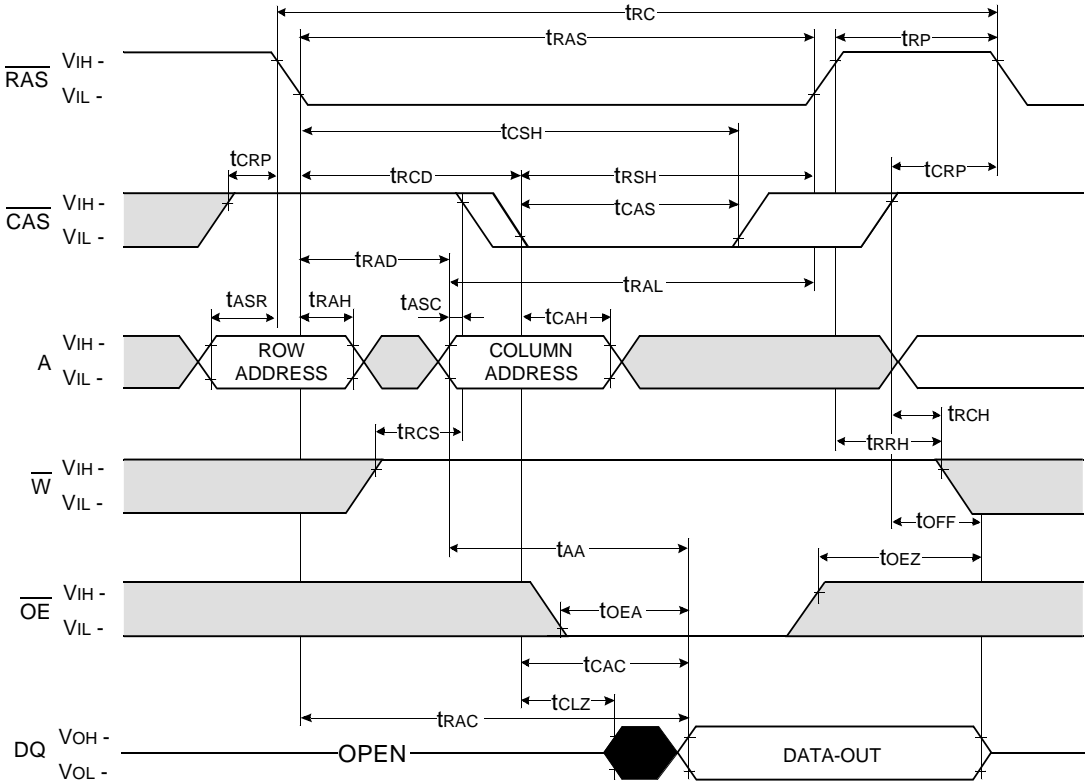 tRC
tRAS
tRP
RAS
VIH -
VIL -
tCSH
tCRP
tRCD
tRSH
tCRP
CAS
VIH -
VIL -
tCAS
tRAD
tRAL
tASR
tRAH
tASC
tCAH
A
VIH -
VIL -
ROW
ADDRESS
COLUMN
ADDRESS
tRCH
tRCS
tRRH
W
VIH -
VIL -
tOFF
tAA
tOEZ
OE
VIH -
VIL -
tOEA
tCAC
tCLZ
tRAC
DQ
VOH -
VOL -
OPEN
DATA-OUT